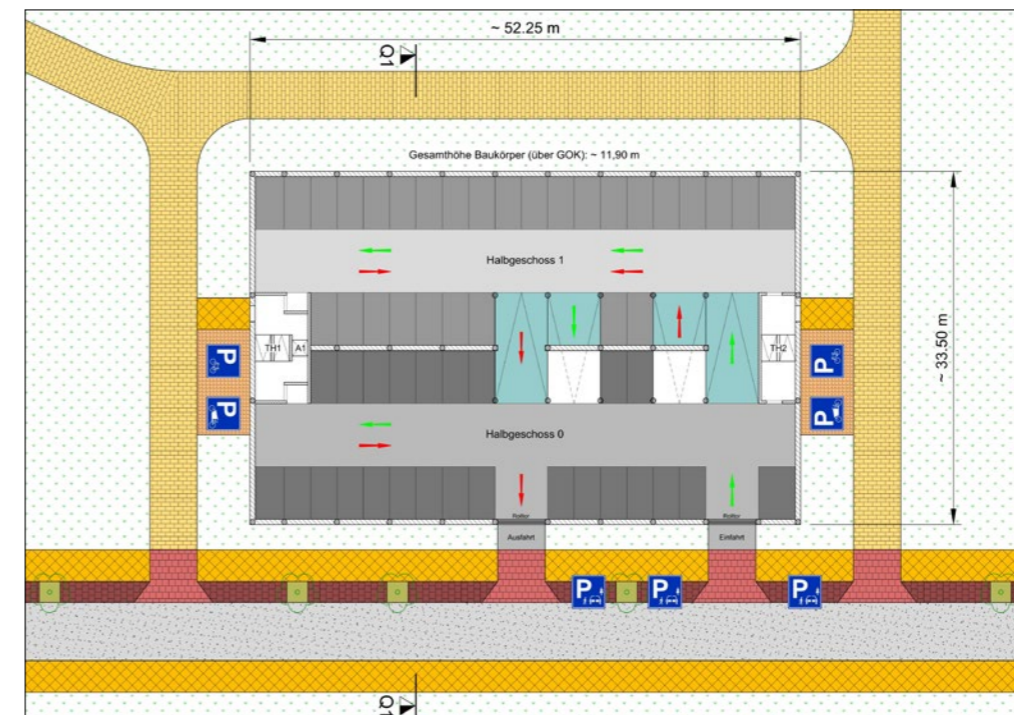 ~ 52.25 m
Q1
Gesamthöhe Baukörper (über GOK): ~ 11,90 m
Halbgeschoss 1
~ 33.50 m
TH1
A1
TH2
P
P
P
P
Halbgeschoss 0
Rolltor
Rolltor
Ausfahrt
Einfahrt
P
P
P
Q1